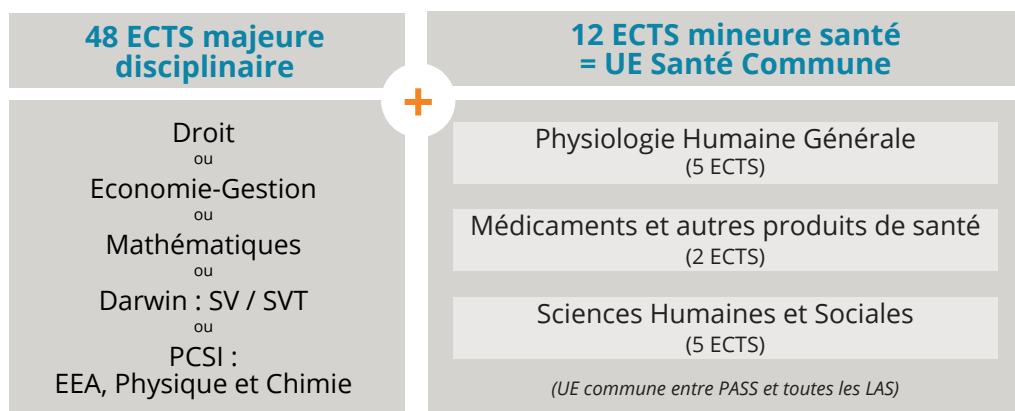 48 ECTS majeure
disciplinaire
+
12 ECTS mineure santé
= UE Santé Commune
Droit
ou
Economie-Gestion
ou
Mathématiques
ou
Darwin : SV / SVT
ou
PCSI :
EEA, Physique et Chimie
Physiologie Humaine Générale
(5 ECTS)
Médicaments et autres produits de santé
(2 ECTS)
Sciences Humaines et Sociales
(5 ECTS)
(UE commune entre PASS et toutes les LAS)